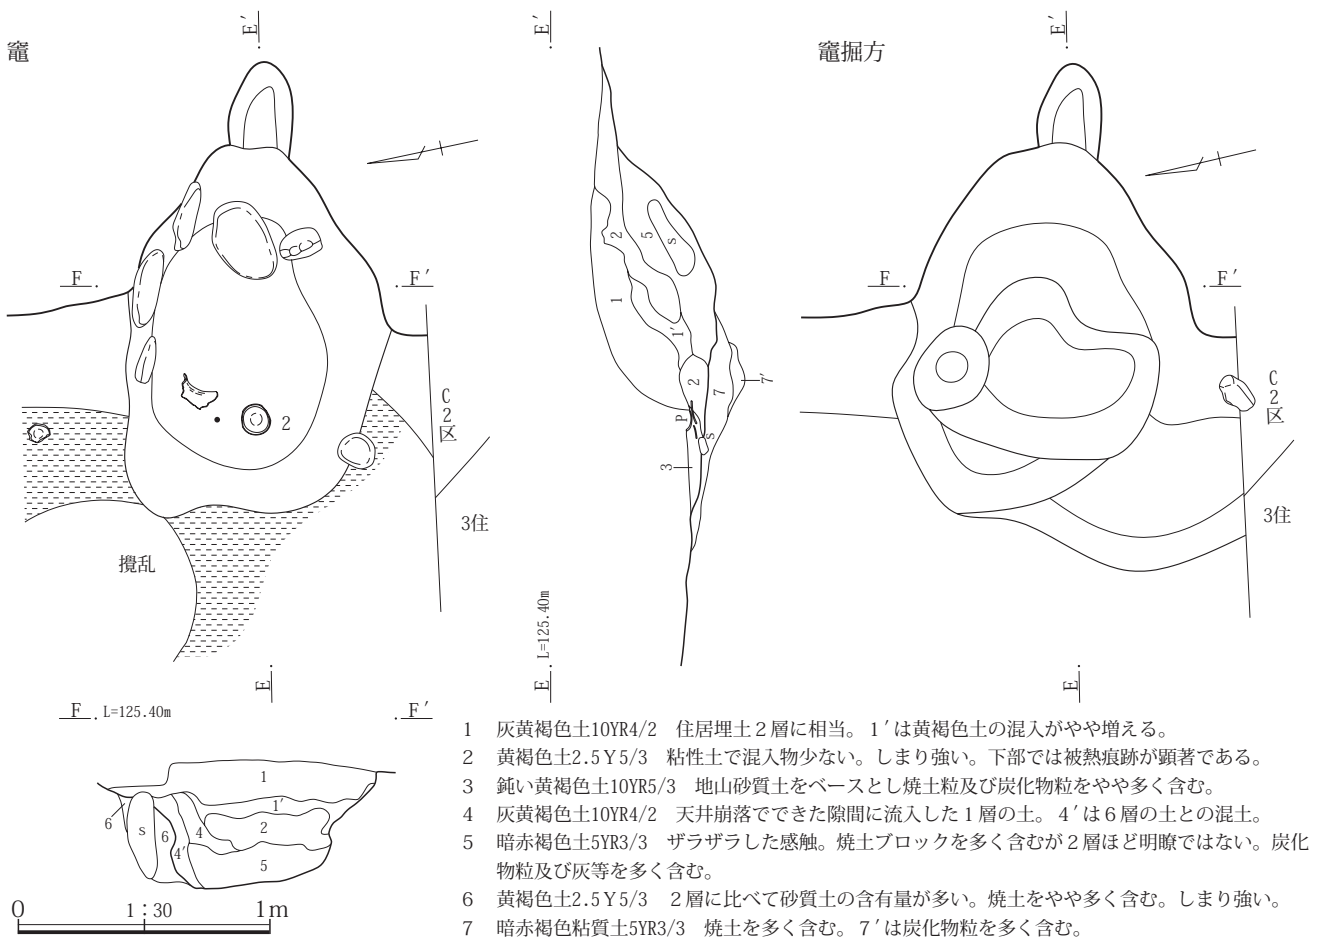 竈
E′
E′
竈掘方
E′
F
F′
F
F′
2
C2区
3住
攪乱
E
2
5
s
1
1′
2
7
7′
P
s
3
L=125.40m
E
C2区
3住
E
F L=125.40m
F′
1
1′
2
6
s
6
4
4′
5
0 1:30 1m
1 灰黄褐色土10YR4/2 住居埋土２層に相当。１′は黄褐色土の混入がやや増える。
2 黄褐色土2.5Y5/3 粘性土で混入物少ない。しまり強い。下部では被熱痕跡が顕著である。
3 鈍い黄褐色土10YR5/3 地山砂質土をベースとし焼土粒及び炭化物粒をやや多く含む。
4 灰黄褐色土10YR4/2 天井崩落でできた隙間に流入した１層の土。４′は６層の土との混土。
5 暗赤褐色土5YR3/3 ザラザラした感触。焼土ブロックを多く含むが２層ほど明瞭ではない。炭化
物粒及び灰等を多く含む。
6 黄褐色土2.5Y5/3 ２層に比べて砂質土の含有量が多い。焼土をやや多く含む。しまり強い。
7 暗赤褐色粘質土5YR3/3 焼土を多く含む。７′は炭化物粒を多く含む。